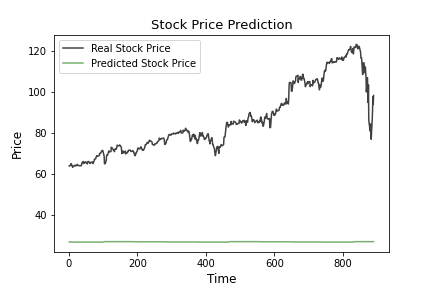 Stock Price Prediction
Real Stock Price
Predicted Stock Price
Price
120
100
80
60
40
0 200 400 600 800
Time